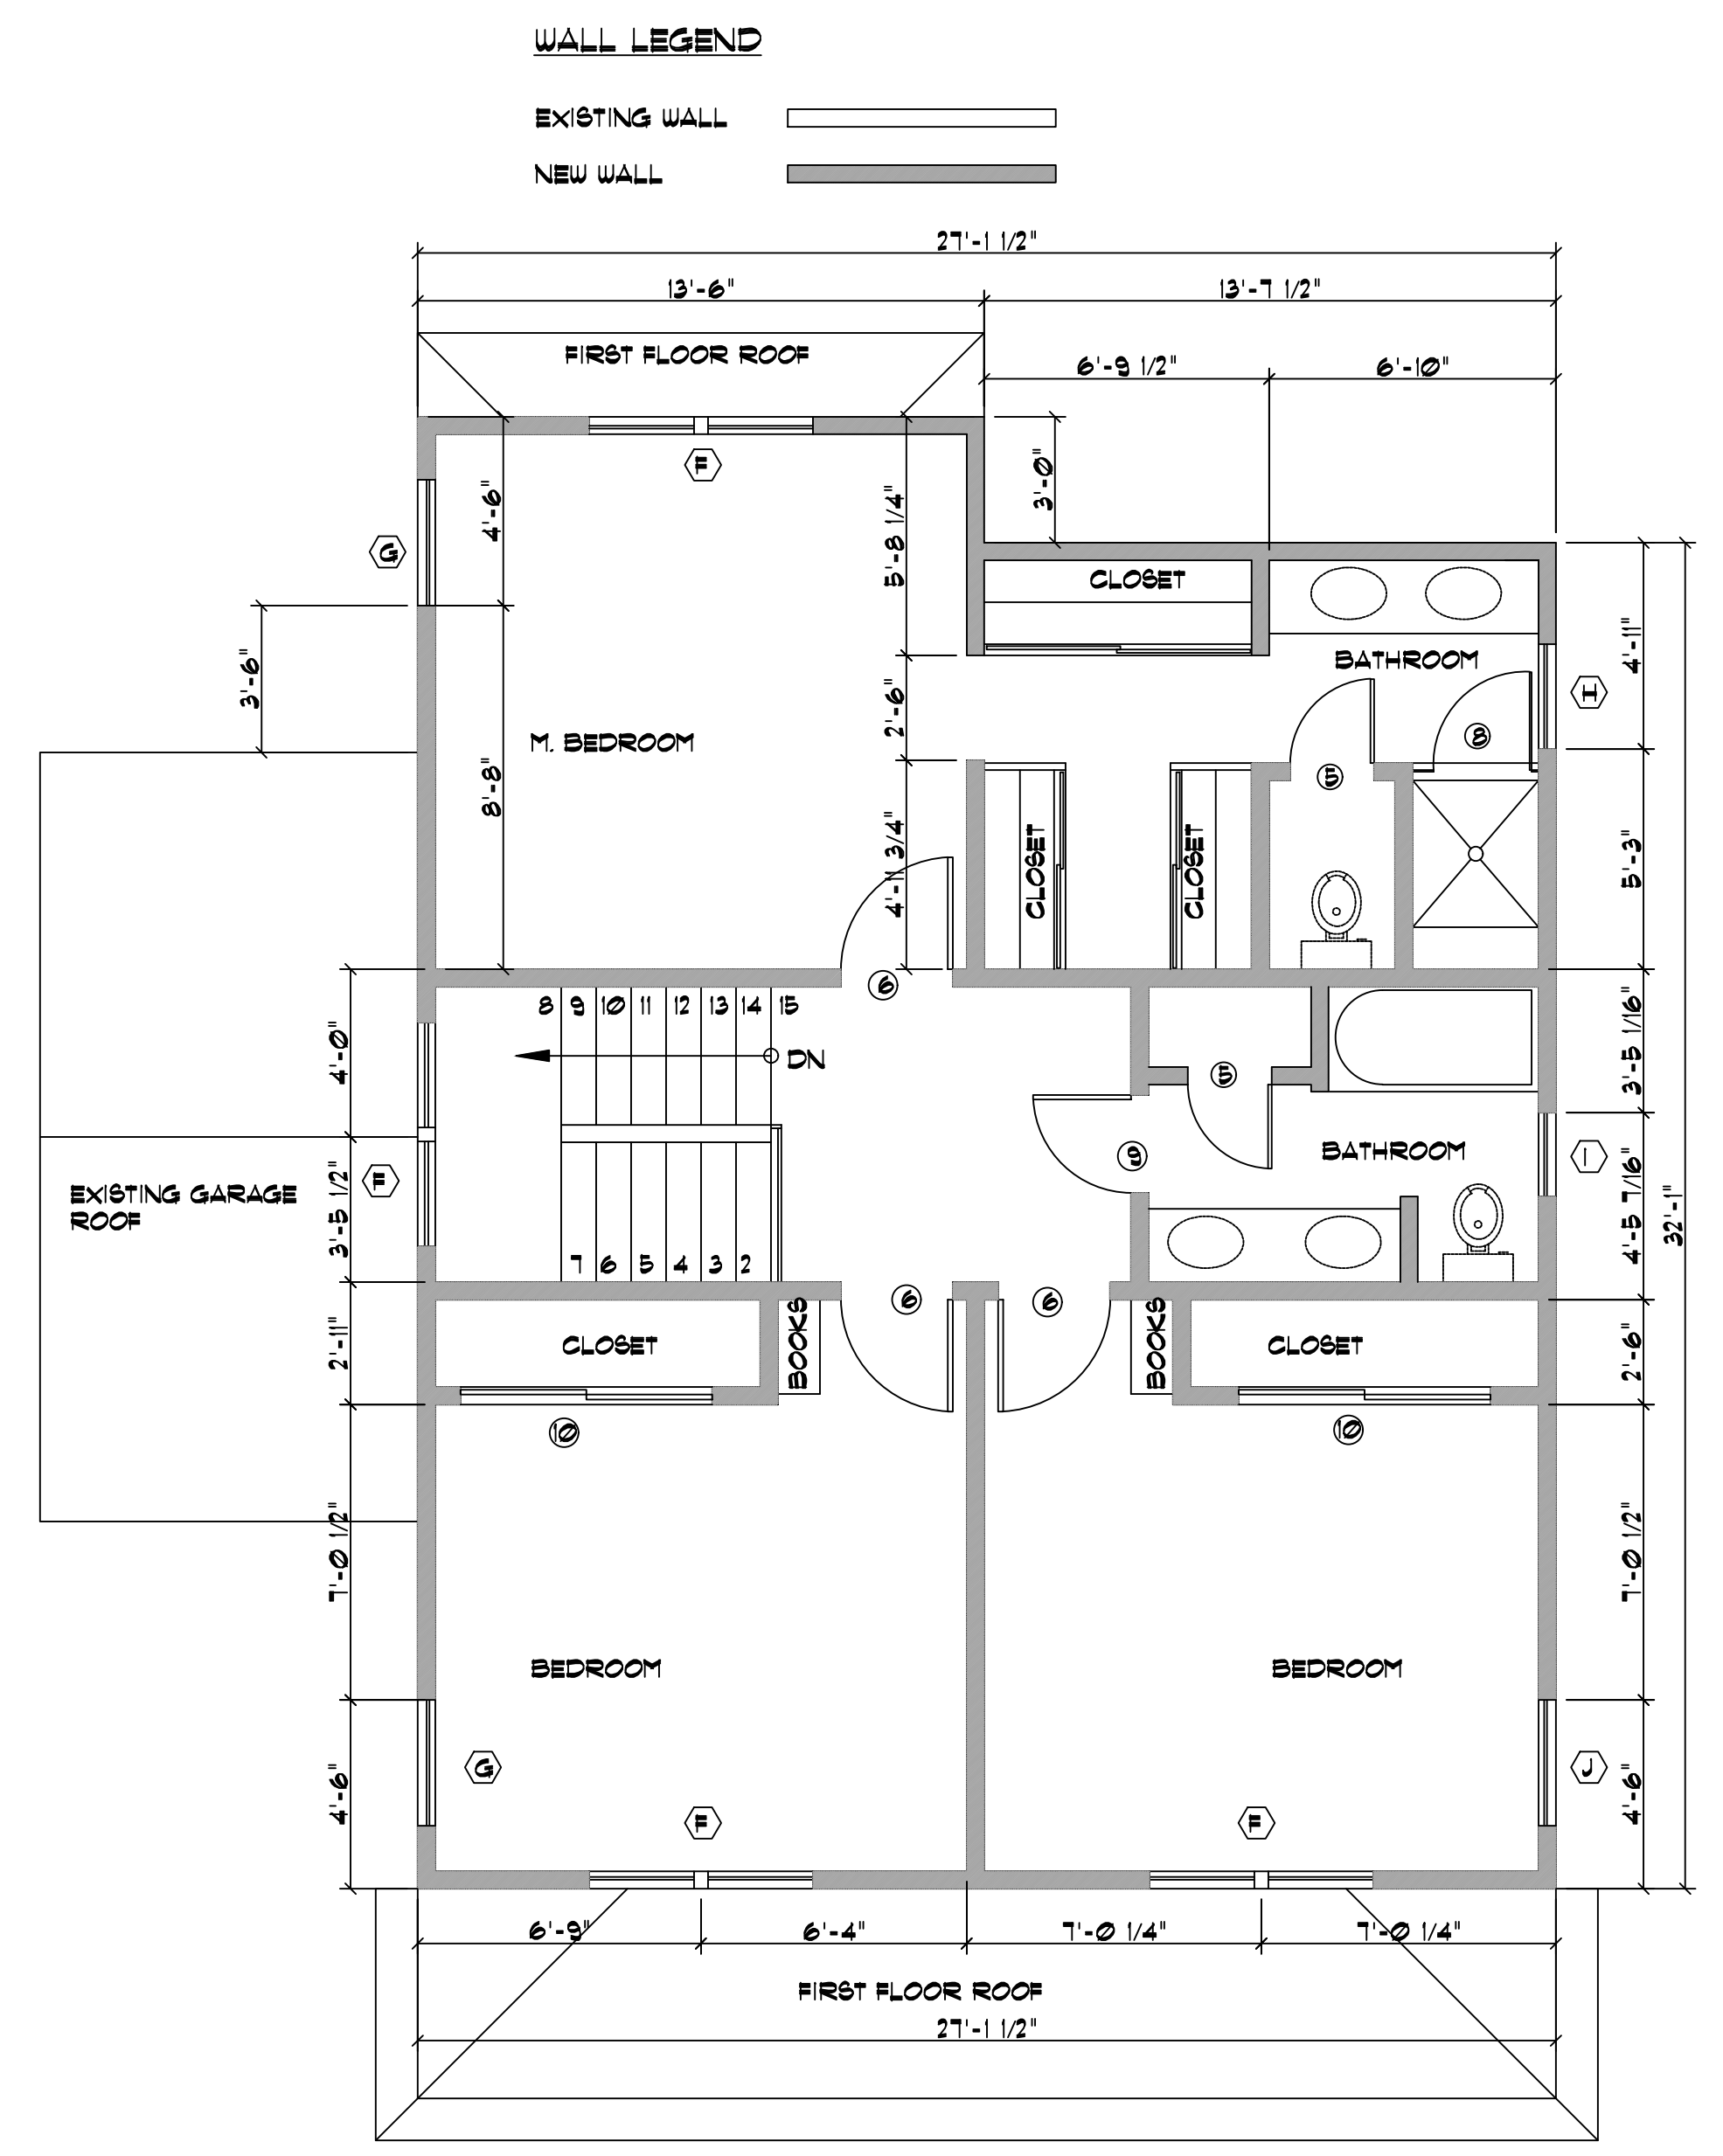 WALL LEGEND
EXISTING WALL
NEW WALL
27'-1 1/2"
13'-6"
13'-7 1/2"
FIRST FLOOR ROOF
6'-9 1/2"
6'-10"
F
3'-0"
4'-6"
5'-8 1/4"
G
CLOSET
4'-11"
BATHROOM
3'-6"
H
2'-6"
8
M. BEDROOM
5
8'-8"
4'-11 3/4"
CLOSET
CLOSET
5'-3"
6
8
9
10
11
12
13
14
15
4'-0"
DN
5
3'-5 1/16"
9
BATHROOM
I
F
EXISTING GARAGE
ROOF
3'-5 1/2"
4'-5 7/16"
32'-1"
7
6
5
4
3
2
6
6
2'-11"
CLOSET
BOOKS
BOOKS
CLOSET
2'-6"
10
10
7'-0 1/2"
7'-0 1/2"
BEDROOM
BEDROOM
G
J
4'-6"
4'-6"
F
F
6'-9"
6'-4"
7'-0 1/4"
7'-0 1/4"
FIRST FLOOR ROOF
27'-1 1/2"